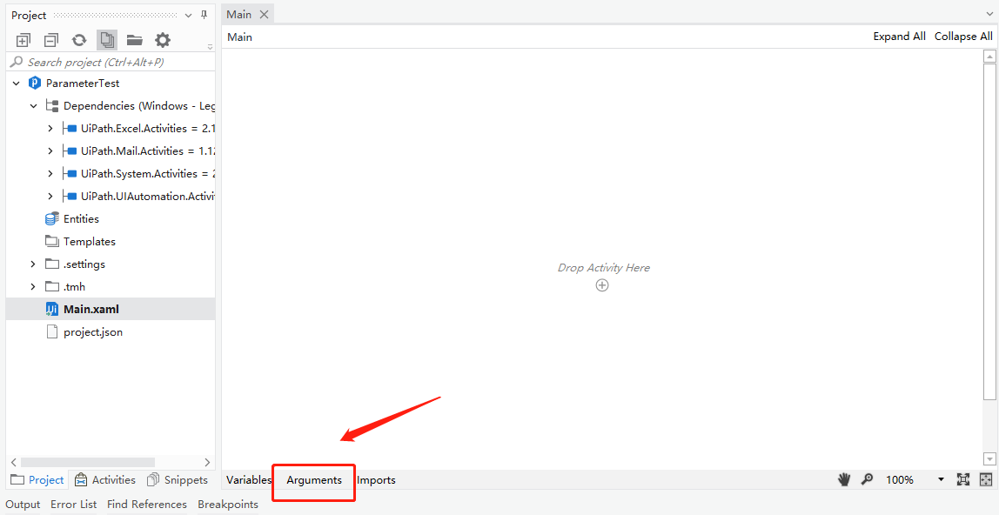 Project
Search project (Ctrl+Alt+P)
ParameterTest
Dependencies (Windows - Leg
UiPath.Excel.Activities = 2.1
UiPath.Mail.Activities = 1.12
UiPath.System.Activities = 2
UiPath.UIAutomation.Activi
Entities
Templates
.settings
.tmh
Main.xaml
project.json
Project Activities Snippets
Main
Main Expand All Collapse All
Drop Activity Here
Variables Arguments Imports 100%
Output Error List Find References Breakpoints